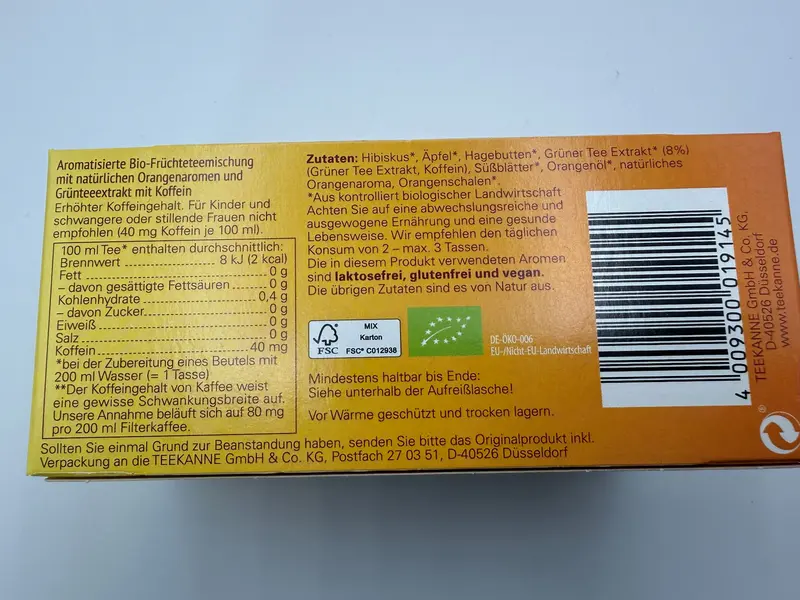 Aromatisierte Bio-Früchteteemischung
mit natürlichen Orangenaromen und
Grünteeextrakt mit Koffein
Erhöhter Koffeingehalt. Für Kinder und
schwangere oder stillende Frauen nicht
empfohlen (40 mg Koffein je 100 ml).
100 ml Tee* enthalten durchschnittlich:
Brennwert .................... 8 kJ (2 kcal)
Fett .................... 0 g
– davon gesättigte Fettsäuren ...... 0 g
Kohlenhydrate .................... 0,4 g
– davon Zucker .................... 0 g
Eiweiß .................... 0 g
Salz .................... 0 g
Koffein .................... 40 mg
*bei der Zubereitung eines Beutels mit
200 ml Wasser (= 1 Tasse)
**Der Koffeingehalt von Kaffee weist
eine gewisse Schwankungsbreite auf.
Unsere Annahme beläuft sich auf 80 mg
pro 200 ml Filterkaffee.
Zutaten: Hibiskus*, Äpfel*, Hagebutten*, Grüner Tee Extrakt* (8%)
(Grüner Tee Extrakt, Koffein), Süßblätter*, Orangenöl*, natürliches
Orangenaroma, Orangenschalen*.
*Aus kontrolliert biologischer Landwirtschaft
Achten Sie auf eine abwechslungsreiche und
ausgewogene Ernährung und eine gesunde
Lebensweise. Wir empfehlen den täglichen
Konsum von 2 – max. 3 Tassen.
Die in diesem Produkt verwendeten Aromen
sind laktosefrei, glutenfrei und vegan.
Die übrigen Zutaten sind es von Natur aus.
FSC
MIX
Karton
FSC® C012938
DE-ÖKO-006
EU-/Nicht-EU-Landwirtschaft
Mindestens haltbar bis Ende:
Siehe unterhalb der Aufreißlasche!
Vor Wärme geschützt und trocken lagern.
Sollten Sie einmal Grund zur Beanstandung haben, senden Sie bitte das Originalprodukt inkl.
Verpackung an die TEEKANNE GmbH & Co. KG, Postfach 27 03 51, D-40526 Düsseldorf
4 009300 019145
TEEKANNE GmbH & Co. KG,
D-40526 Düsseldorf
www.teekanne.de
®